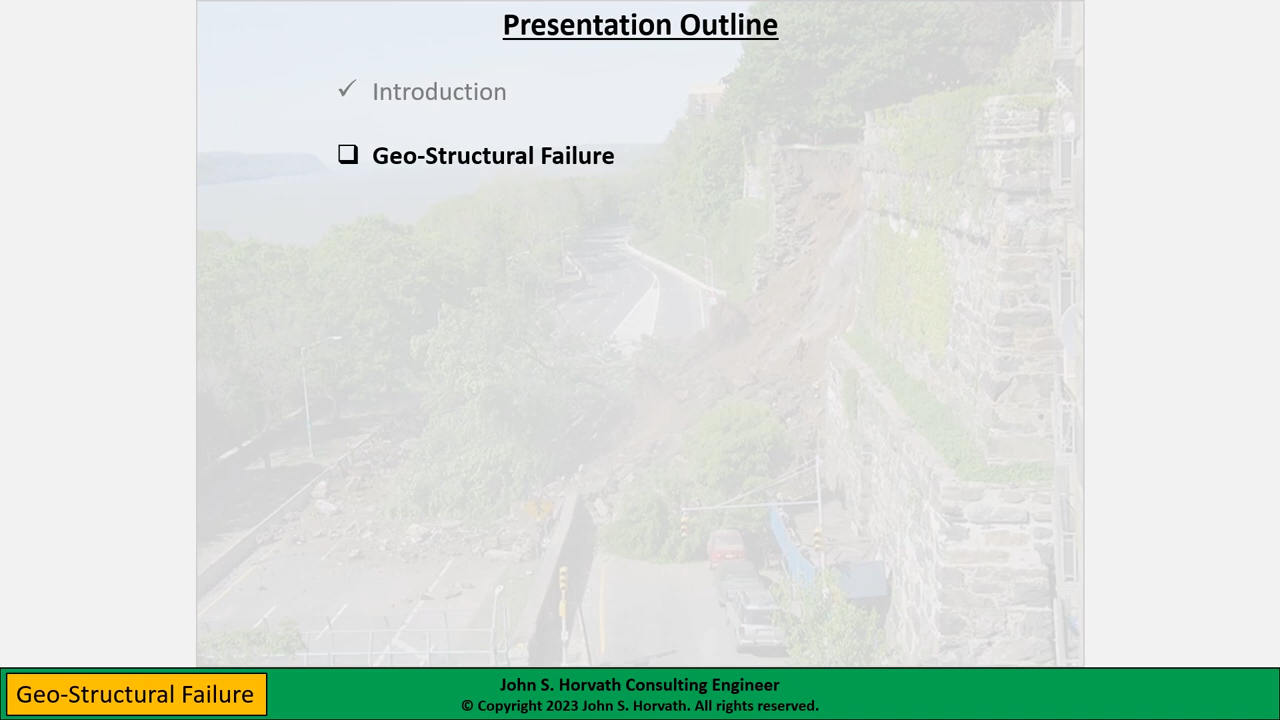 Presentation Outline
✓ Introduction
❑ Geo-Structural Failure
Geo-Structural Failure
John S. Horvath Consulting Engineer
© Copyright 2023 John S. Horvath. All rights reserved.